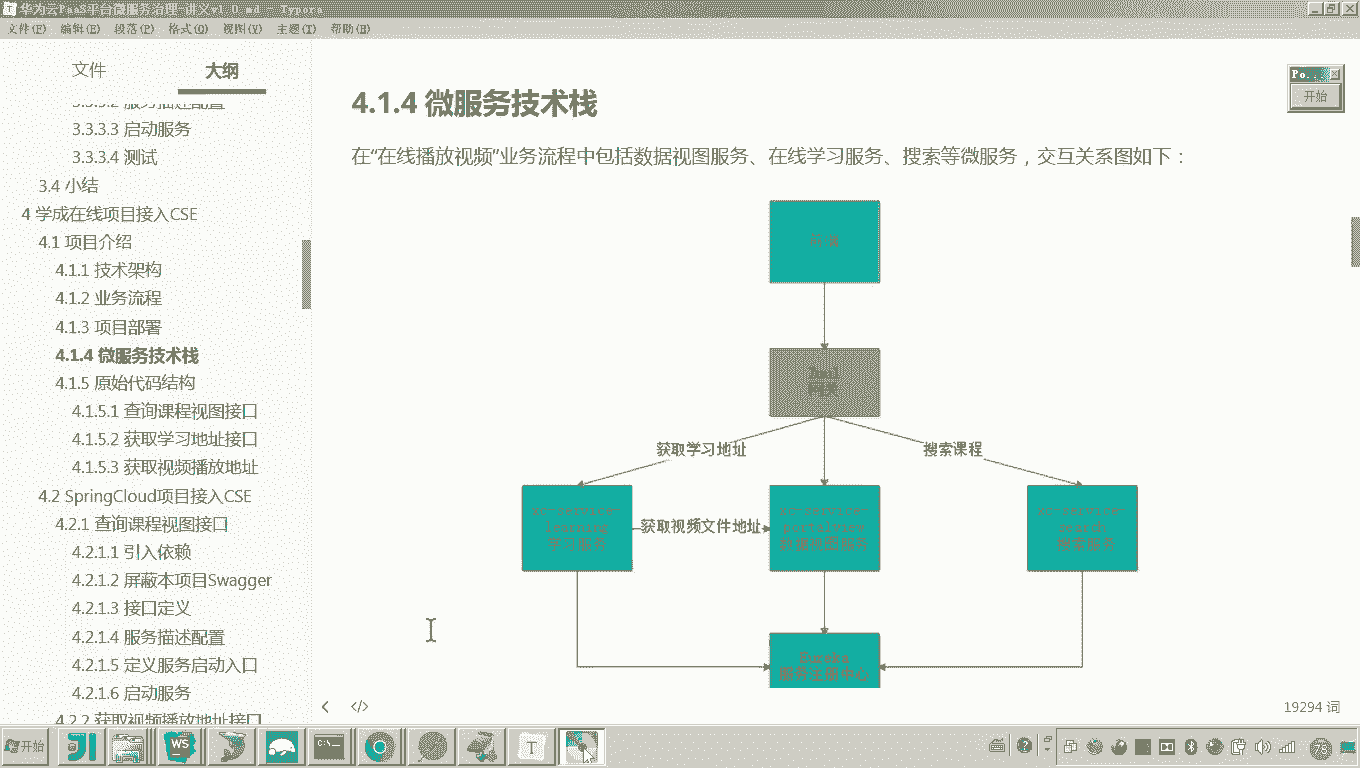 华为云PaaS平台微服务治理-讲义v1.0.md - Typora
文件(F) 编辑(E) 段落(P) 格式(O) 视图(V) 主题(T) 帮助(H)
文件 大纲
3.3.3.2 服务描述配置
3.3.3.3 启动服务
3.3.3.4 测试
3.4 小结
4 学成在线项目接入CSE
4.1 项目介绍
4.1.1 技术架构
4.1.2 业务流程
4.1.3 项目部署
4.1.4 微服务技术栈
4.1.5 原始代码结构
4.1.5.1 查询课程视图接口
4.1.5.2 获取学习地址接口
4.1.5.3 获取视频播放地址
4.2 SpringCloud项目接入CSE
4.2.1 查询课程视图接口
4.2.1.1 引入依赖
4.2.1.2 屏蔽本项目Swagger
4.2.1.3 接口定义
4.2.1.4 服务描述配置
4.2.1.5 定义服务启动入口
4.2.1.6 启动服务
4.2.2 获取视频播放地址接口
4.1.4 微服务技术栈
在“在线播放视频”业务流程中包括数据视图服务、在线学习服务、搜索等微服务，交互关系图如下：
Zuul
网关
获取学习地址
搜索课程
学习服务
获取视频文件地址
搜索服务
Eureka
服务注册中心
开始
</> 19294 词
开始
WS
T
73